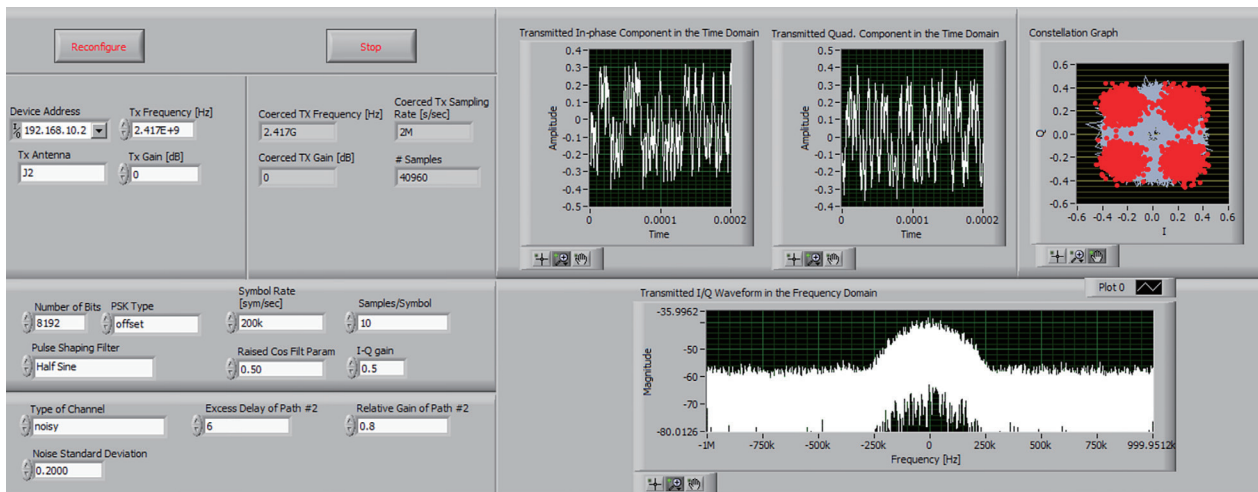 Reconfigure
Stop
Device Address
192.168.10.2
Tx Frequency [Hz]
2.417E+9
Tx Antenna
J2
Tx Gain [dB]
0
Coerced TX Frequency [Hz]
2.417G
Coerced Tx Sampling
Rate [s/sec]
2M
Coerced TX Gain [dB]
0
# Samples
40960
Transmitted In-phase Component in the Time Domain
Amplitude
0.4
0.3
0.2
0.1
0
-0.1
-0.2
-0.3
-0.4
-0.5
0
0.0001
0.0002
Time
Transmitted Quad. Component in the Time Domain
Amplitude
0.5
0.4
0.3
0.2
0.1
0
-0.1
-0.2
-0.3
-0.4
0
0.0001
0.0002
Time
Constellation Graph
Q
0.6
0.4
0.2
0.0
-0.2
-0.4
-0.6
-0.6 -0.4 -0.2 0.0 0.2 0.4 0.6
I
Number of Bits
8192
PSK Type
offset
Symbol Rate
[sym/sec]
200k
Samples/Symbol
10
Pulse Shaping Filter
Half Sine
Raised Cos Filt Param
0.50
I-Q gain
0.5
Type of Channel
noisy
Excess Delay of Path #2
6
Relative Gain of Path #2
0.8
Noise Standard Deviation
0.2000
Transmitted I/Q Waveform in the Frequency Domain
Plot 0
Magnitude
-35.9962
-50
-60
-70
-80.0126
-1M -750k -500k -250k 0 250k 500k 750k 999.9512k
Frequency [Hz]